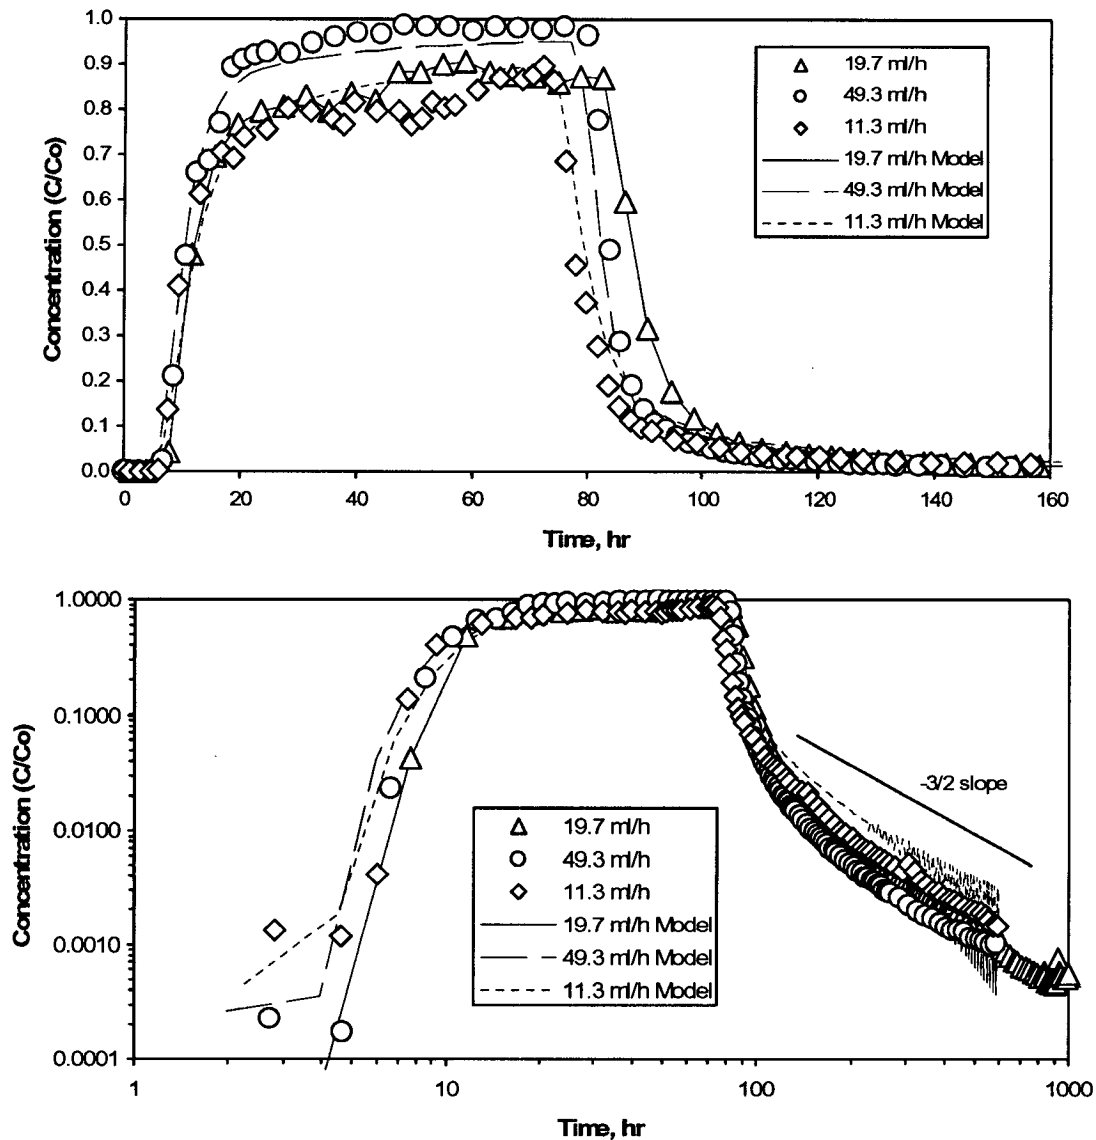 1.0
0.9
0.8
0.7
0.6
0.5
0.4
0.3
0.2
0.1
0.0
Concentration (C/Co)
0 20 40 60 80 100 120 140 160
Time, hr
19.7 ml/h
49.3 ml/h
11.3 ml/h
19.7 ml/h Model
49.3 ml/h Model
11.3 ml/h Model
1.0000
0.1000
0.0100
0.0010
0.0001
Concentration (C/Co)
-3/2 slope
19.7 ml/h
49.3 ml/h
11.3 ml/h
19.7 ml/h Model
49.3 ml/h Model
11.3 ml/h Model
1 10 100 1000
Time, hr